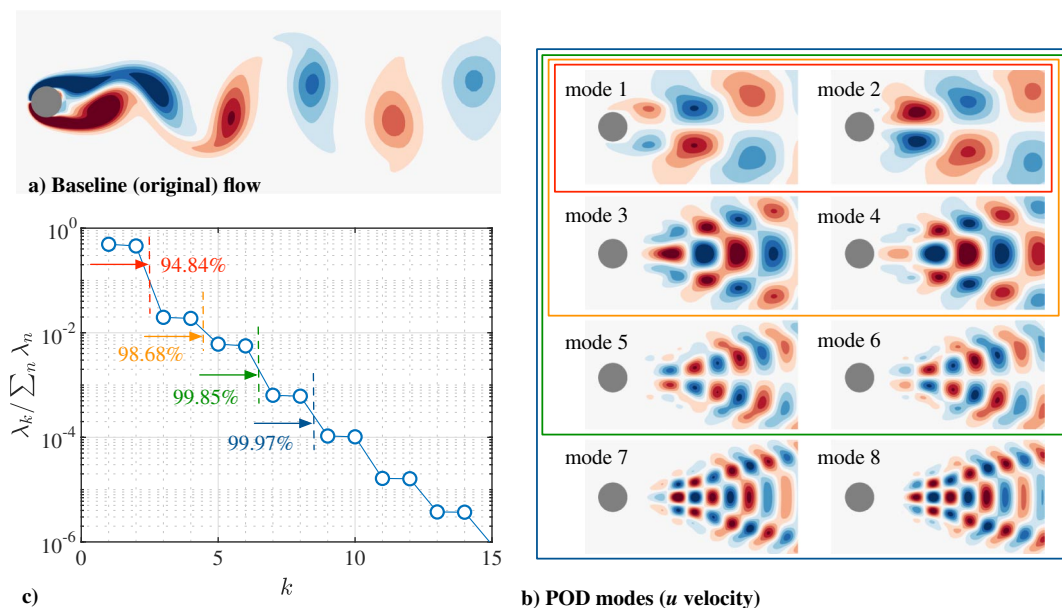 a) Baseline (original) flow
10^0
10^-2
10^-4
10^-6
λ_k / ∑_n λ_n
94.84%
98.68%
99.85%
99.97%
0 5 10 15
k
c)
mode 1 mode 2
mode 3 mode 4
mode 5 mode 6
mode 7 mode 8
b) POD modes (u velocity)